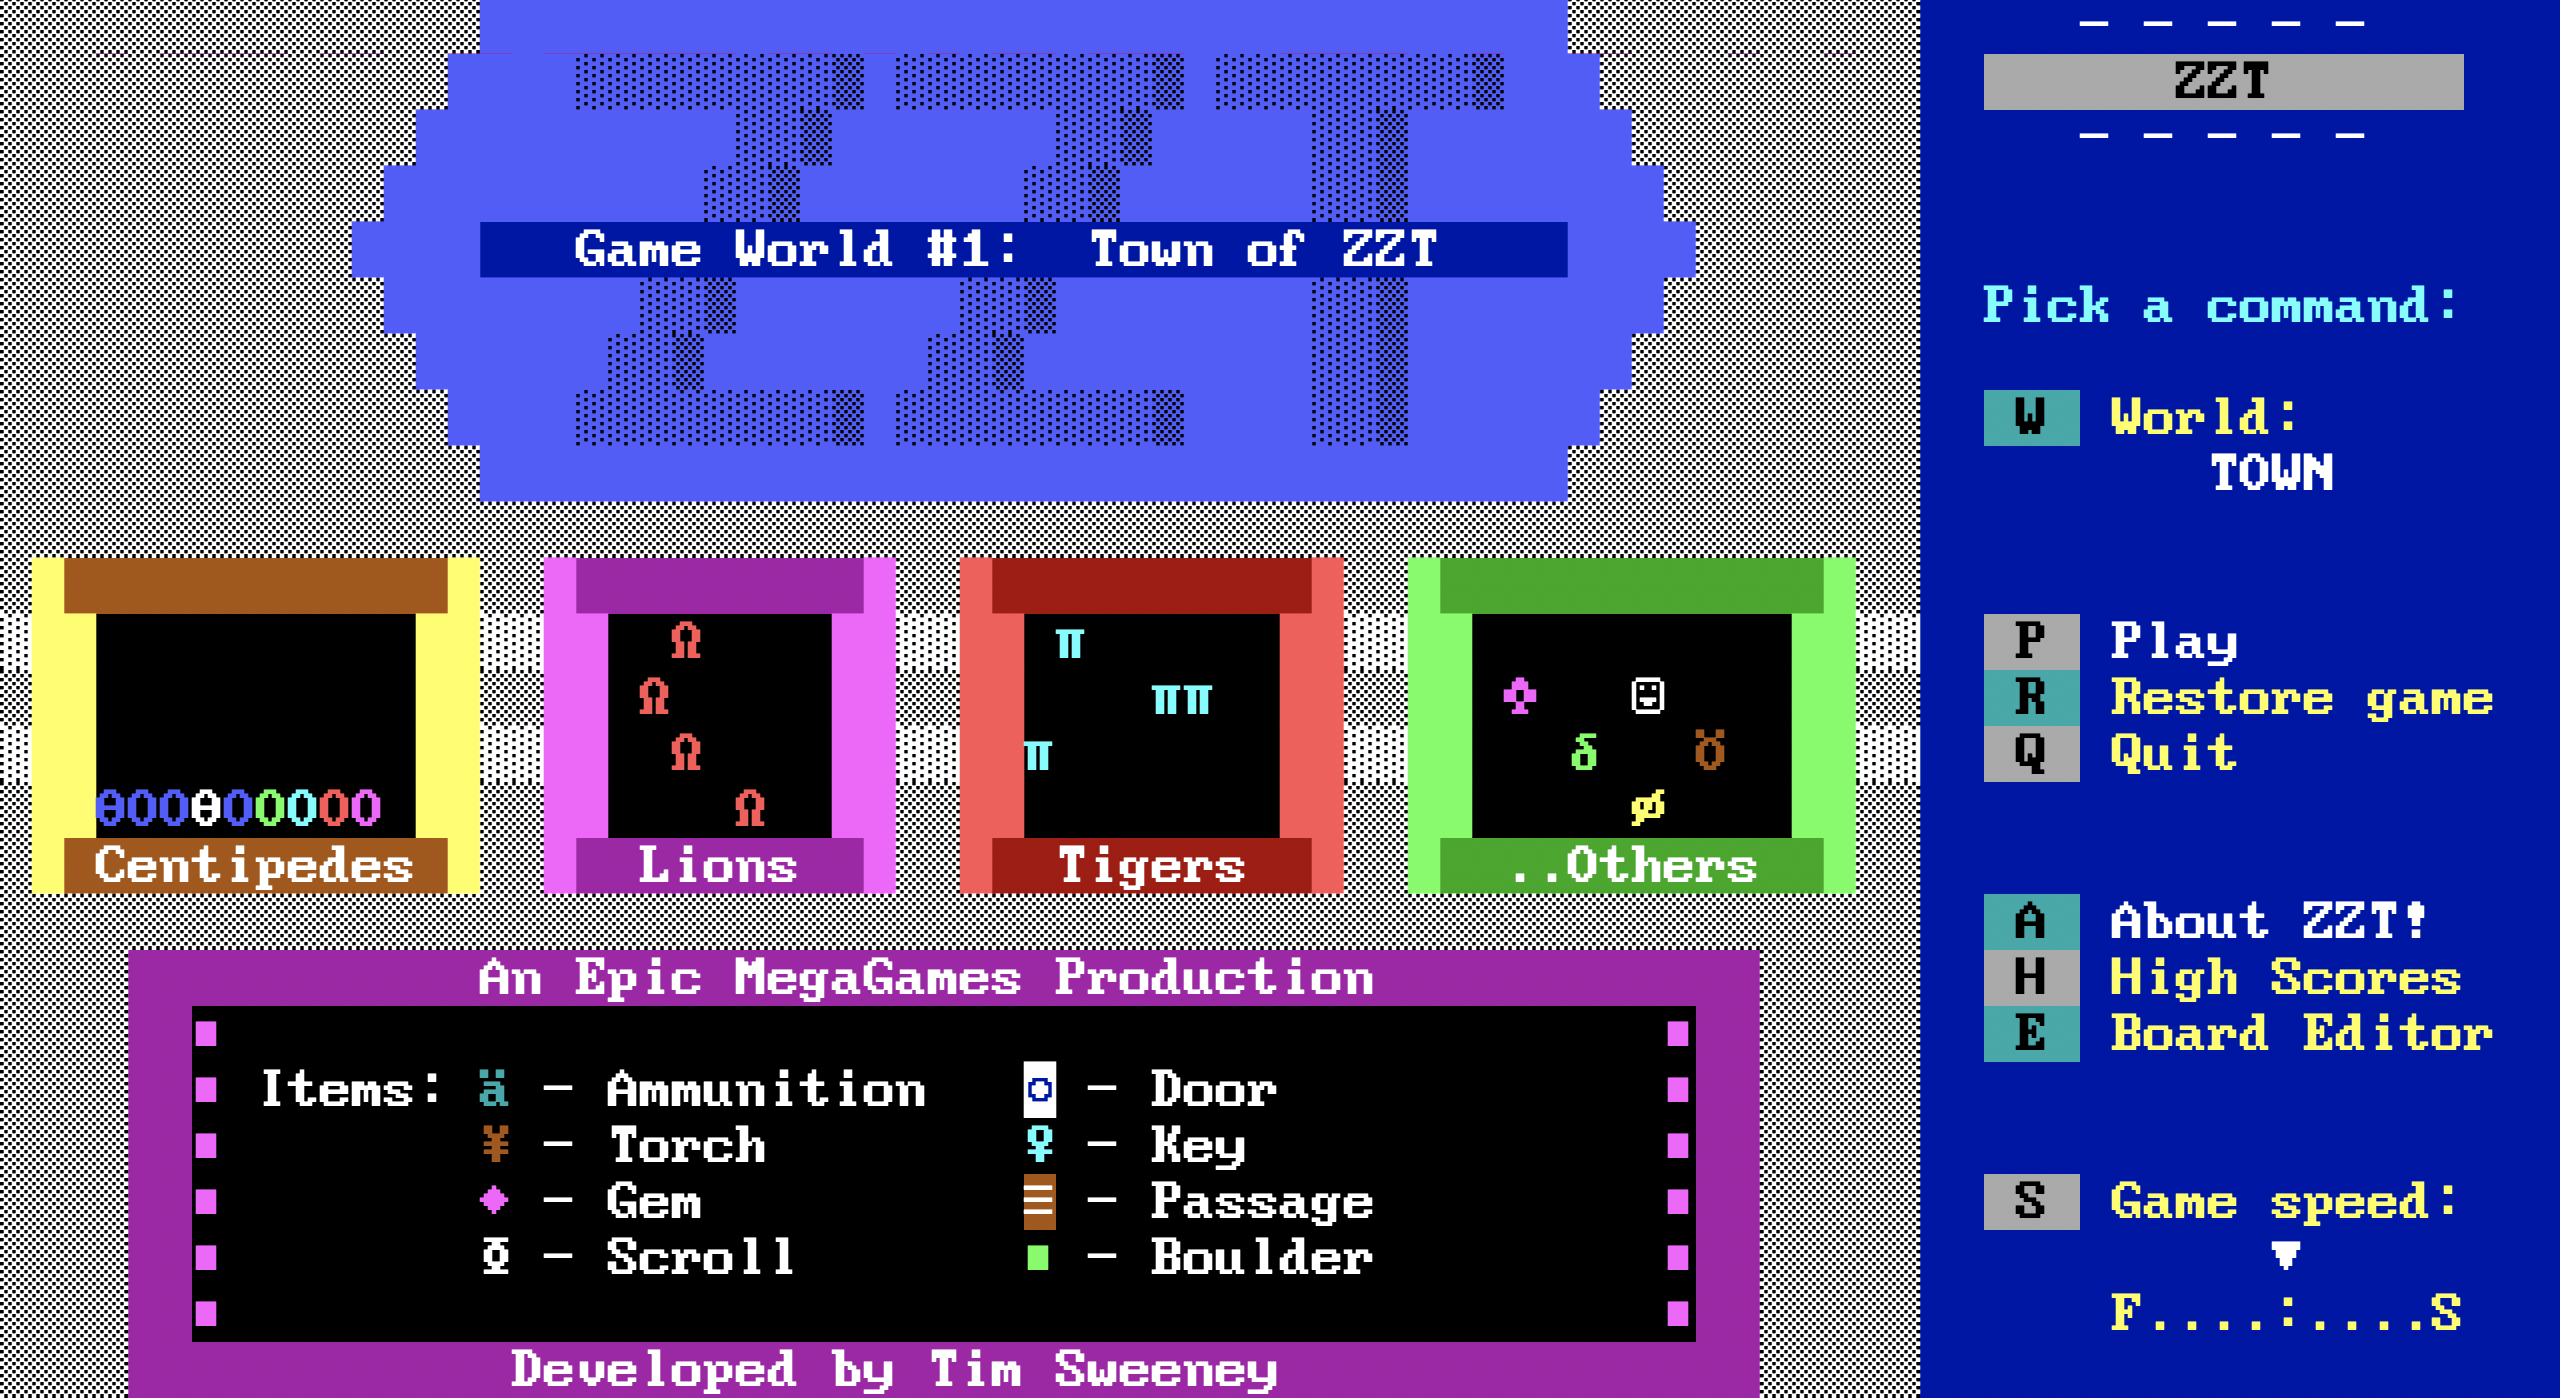 ZZT
Game World #1: Town of ZZT
Centipedes
Lions
Tigers
..Others
An Epic MegaGames Production
Items: ä — Ammunition
¥ — Torch
♦ — Gem
Φ — Scroll
○ — Door
♀ — Key
≡ — Passage
■ — Boulder
Developed by Tim Sweeney
— — — — —
ZZT
— — — — —
Pick a command:
W World:
TOWN
P Play
R Restore game
Q Quit
A About ZZT!
H High Scores
E Board Editor
S Game speed:
▼
F....:....S